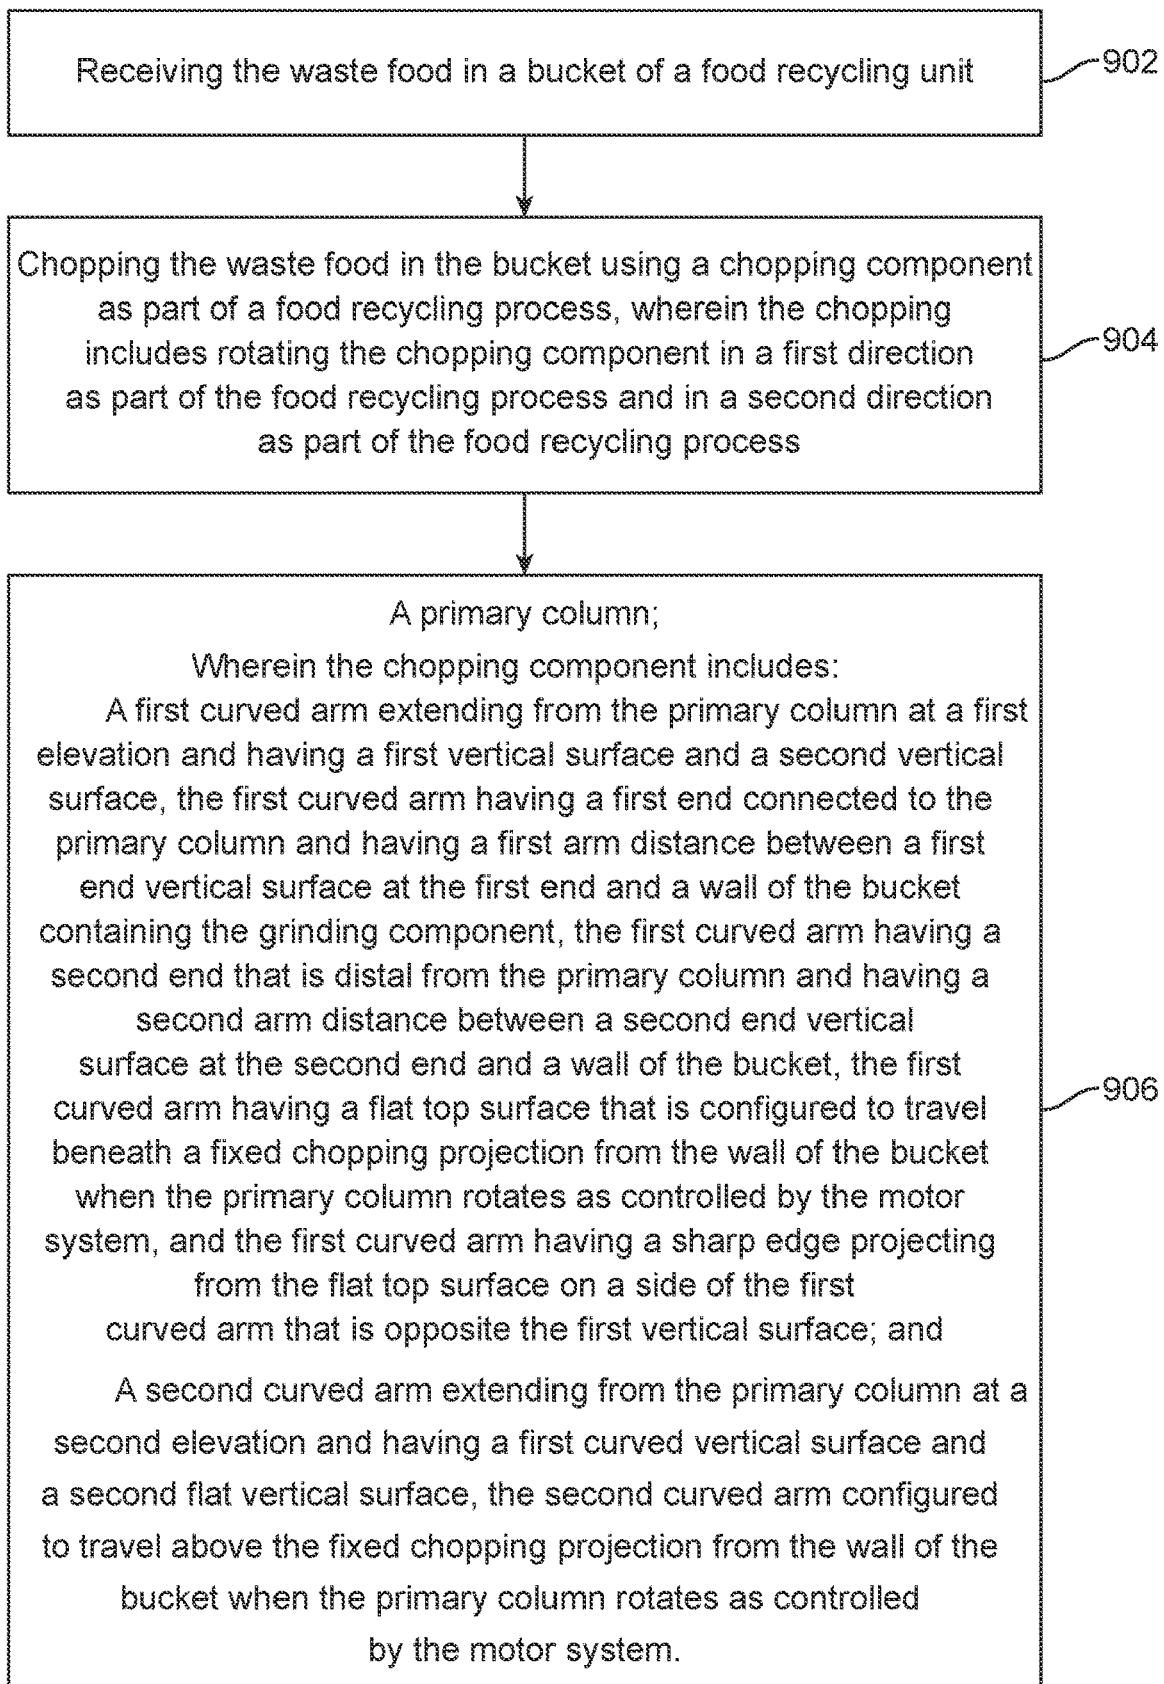 Receiving the waste food in a bucket of a food recycling unit
902
Chopping the waste food in the bucket using a chopping component
as part of a food recycling process, wherein the chopping
includes rotating the chopping component in a first direction
as part of the food recycling process and in a second direction
as part of the food recycling process
904
A primary column;
Wherein the chopping component includes:
A first curved arm extending from the primary column at a first
elevation and having a first vertical surface and a second vertical
surface, the first curved arm having a first end connected to the
primary column and having a first arm distance between a first
end vertical surface at the first end and a wall of the bucket
containing the grinding component, the first curved arm having a
second end that is distal from the primary column and having a
second arm distance between a second end vertical
surface at the second end and a wall of the bucket, the first
curved arm having a flat top surface that is configured to travel
beneath a fixed chopping projection from the wall of the bucket
when the primary column rotates as controlled by the motor
system, and the first curved arm having a sharp edge projecting
from the flat top surface on a side of the first
curved arm that is opposite the first vertical surface; and
A second curved arm extending from the primary column at a
second elevation and having a first curved vertical surface and
a second flat vertical surface, the second curved arm configured
to travel above the fixed chopping projection from the wall of the
bucket when the primary column rotates as controlled
by the motor system.
906